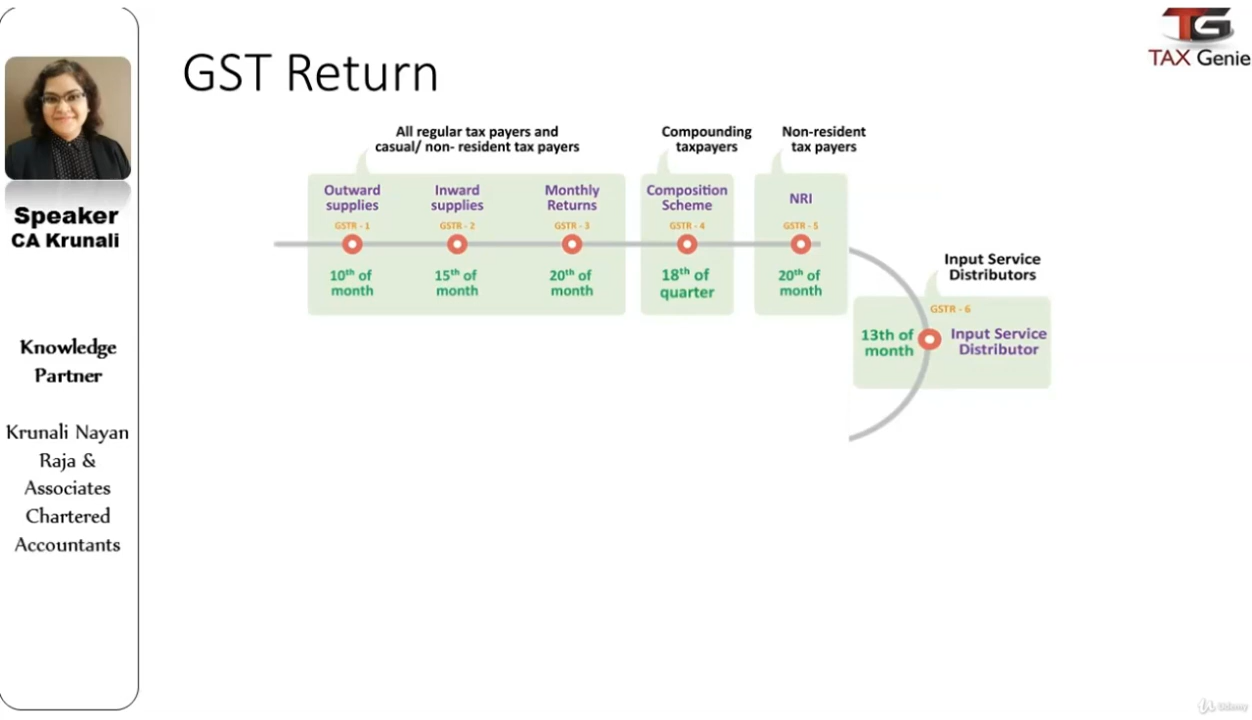 TG
TAX Genie
GST Return
Speaker
CA Krunali
Knowledge
Partner
Krunali Nayan
Raja &
Associates
Chartered
Accountants
All regular tax payers and
casual/ non- resident tax payers
Outward
supplies
GSTR - 1
10th of
month
Inward
supplies
GSTR - 2
15th of
month
Monthly
Returns
GSTR - 3
20th of
month
Compounding
taxpayers
Composition
Scheme
GSTR - 4
18th of
quarter
Non-resident
tax payers
NRI
GSTR - 5
20th of
month
Input Service
Distributors
GSTR - 6
13th of
month
Input Service
Distributor
Udemy